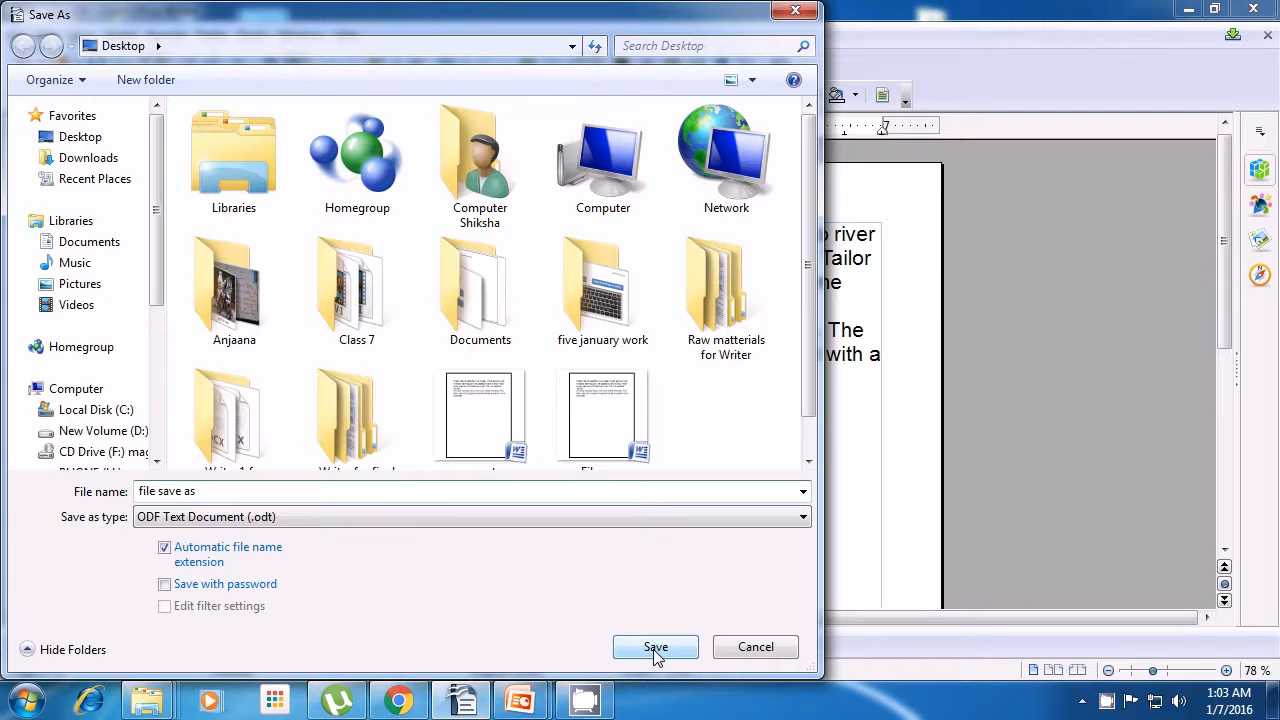 Save As
Desktop
Search Desktop
Organize
New folder
Favorites
Desktop
Downloads
Recent Places
Libraries
Documents
Music
Pictures
Videos
Homegroup
Computer
Local Disk (C:)
New Volume (D:)
CD Drive (F:) mag
Libraries
Homegroup
Computer
Shiksha
Computer
Network
Anjaana
Class 7
Documents
five january work
Raw matterials
for Writer
river
Tailor
The
with a
File name:
file save as
Save as type:
ODF Text Document (.odt)
Automatic file name
extension
Save with password
Edit filter settings
Hide Folders
Save
Cancel
78 %
1:03 AM
1/7/2016